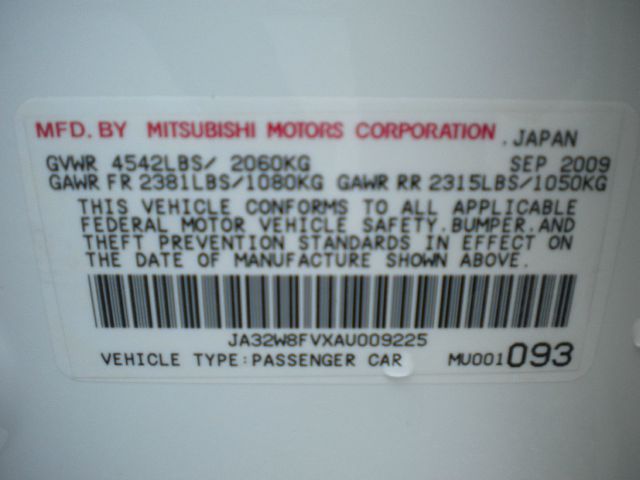 MFD. BY MITSUBISHI MOTORS CORPORATION, JAPAN
GVWR 4542LBS/ 2060KG SEP 2009
GAWR FR 2381LBS/1080KG GAWR RR 2315LBS/1050KG
THIS VEHICLE CONFORMS TO ALL APPLICABLE
FEDERAL MOTOR VEHICLE SAFETY.BUMPER.AND
THEFT PREVENTION STANDARDS IN EFFECT ON
THE DATE OF MANUFACTURE SHOWN ABOVE.
JA32W8FVXAU009225
VEHICLE TYPE:PASSENGER CAR MU001 093